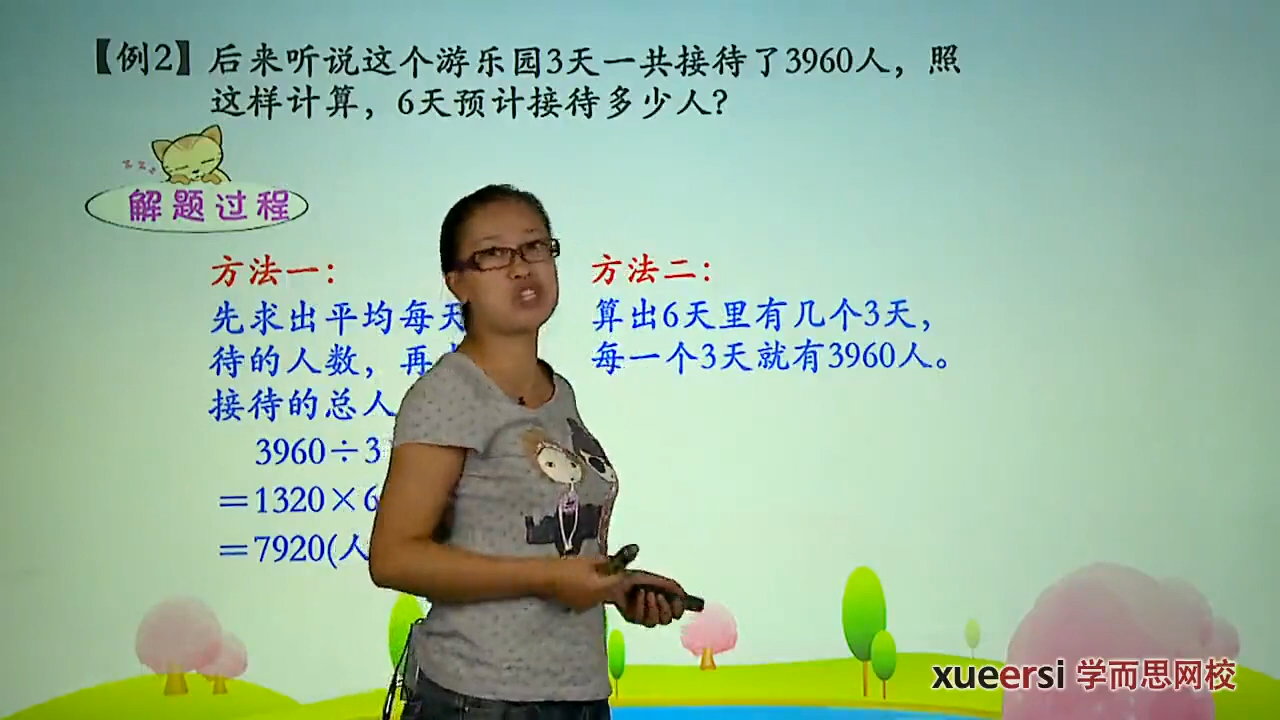 【例2】后来听说这个游乐园3天一共接待了3960人，照
这样计算，6天预计接待多少人？
zzz
解题过程
方法一：
先求出平均每天
待的人数，再
接待的总人
3960÷3
＝1320×6
＝7920(人
方法二：
算出6天里有几个3天，
每一个3天就有3960人。
xueersi 学而思网校